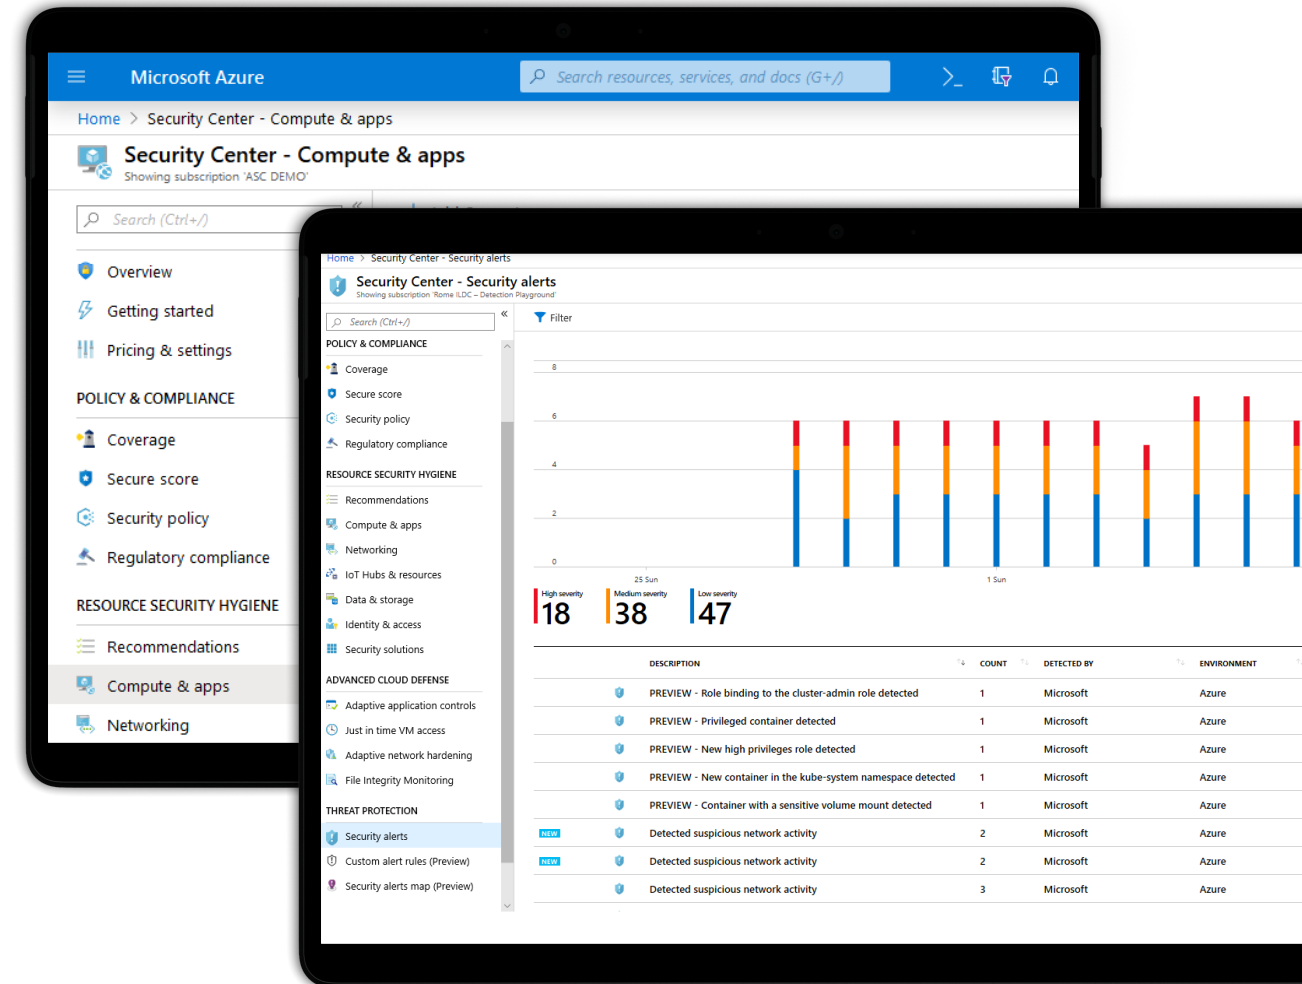 Microsoft Azure
Search resources, services, and docs (G+/)
Home > Security Center - Compute & apps
Security Center - Compute & apps
Showing subscription 'ASC DEMO'
Search (Ctrl+/)
Overview
Getting started
Pricing & settings
POLICY & COMPLIANCE
Coverage
Secure score
Security policy
Regulatory compliance
RESOURCE SECURITY HYGIENE
Recommendations
Compute & apps
Networking
Home > Security Center - Security alerts
Security Center - Security alerts
Showing subscription 'Rome ILDC – Detection Playground'
Search (Ctrl+/)
POLICY & COMPLIANCE
Coverage
Secure score
Security policy
Regulatory compliance
RESOURCE SECURITY HYGIENE
Recommendations
Compute & apps
Networking
IoT Hubs & resources
Data & storage
Identity & access
Security solutions
ADVANCED CLOUD DEFENSE
Adaptive application controls
Just in time VM access
Adaptive network hardening
File Integrity Monitoring
THREAT PROTECTION
Security alerts
Custom alert rules (Preview)
Security alerts map (Preview)
Filter
8
6
4
2
0
25 Sun 1 Sun
High severity Medium severity Low severity
18 38 47
DESCRIPTION COUNT DETECTED BY ENVIRONMENT
PREVIEW - Role binding to the cluster-admin role detected 1 Microsoft Azure
PREVIEW - Privileged container detected 1 Microsoft Azure
PREVIEW - New high privileges role detected 1 Microsoft Azure
PREVIEW - New container in the kube-system namespace detected 1 Microsoft Azure
PREVIEW - Container with a sensitive volume mount detected 1 Microsoft Azure
NEW Detected suspicious network activity 2 Microsoft Azure
NEW Detected suspicious network activity 2 Microsoft Azure
Detected suspicious network activity 3 Microsoft Azure